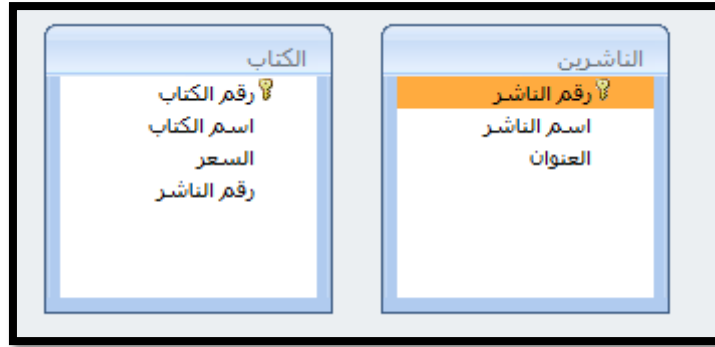 الناشرين
رقم الناشر
اسم الناشر
العنوان
الكتاب
رقم الكتاب
اسم الكتاب
السعر
رقم الناشر